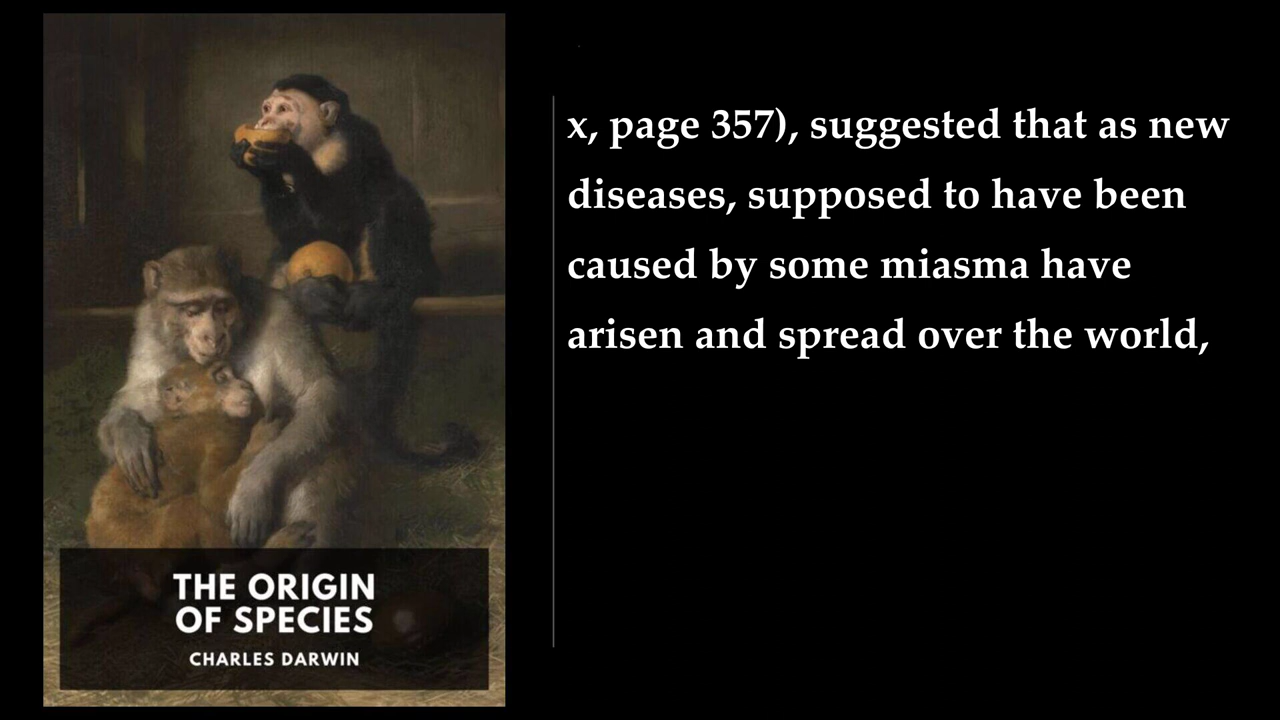 THE ORIGIN
OF SPECIES
CHARLES DARWIN
x, page 357), suggested that as new
diseases, supposed to have been
caused by some miasma have
arisen and spread over the world,